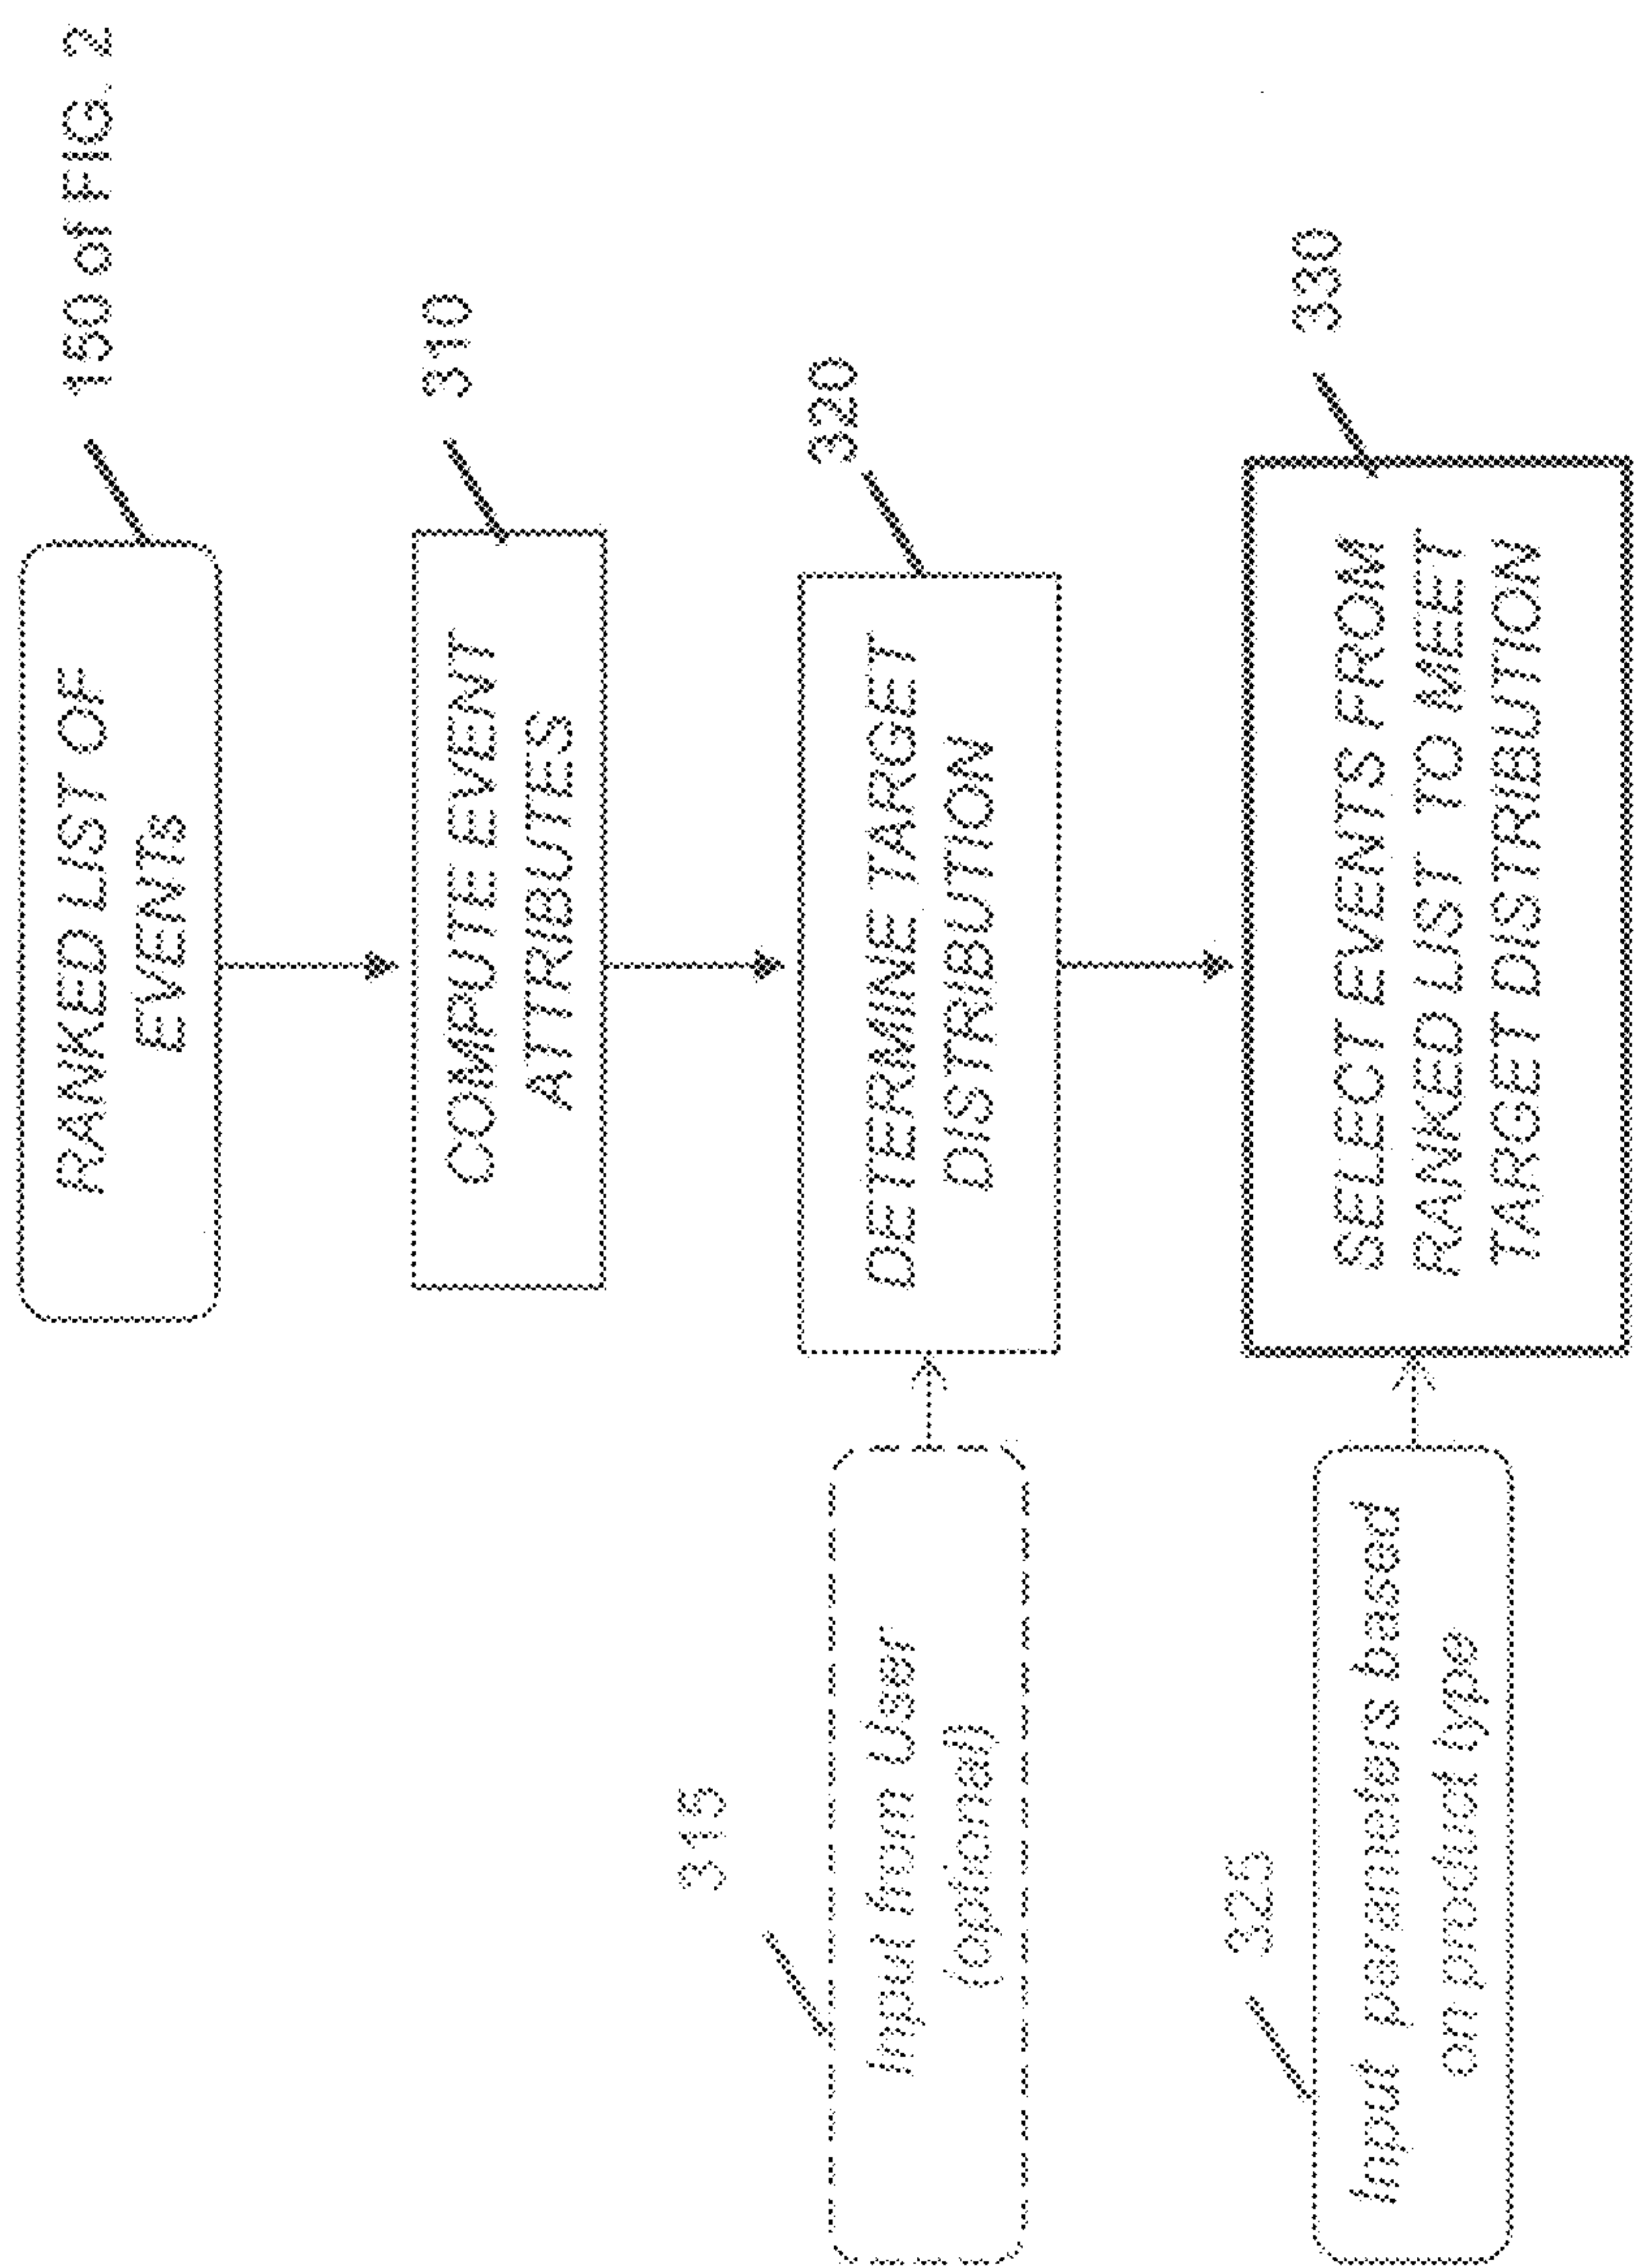 150 of FIG. 2
RANKED LIST OF
EVENTS
310
COMPUTE EVENT
ATTRIBUTES
320
DETERMINE TARGET
DISTRIBUTION
315
Input from User
(optional)
330
SELECT EVENTS FROM
RANKED LIST TO MEET
TARGET DISTRIBUTION
325
Input parameters based
on product type